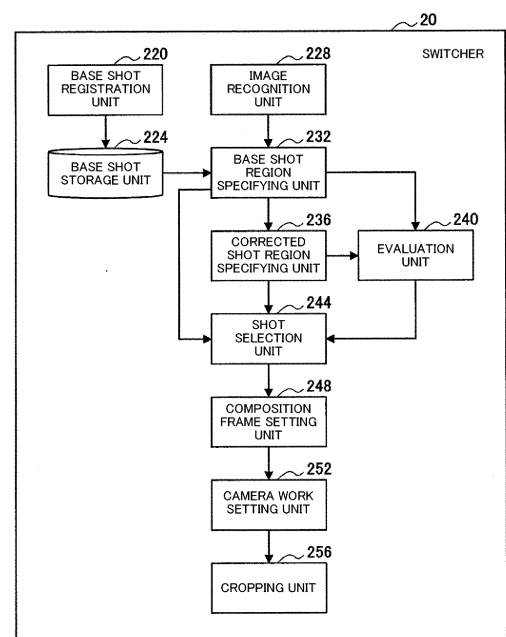 20
SWITCHER
220
BASE SHOT
REGISTRATION
UNIT
228
IMAGE
RECOGNITION
UNIT
224
BASE SHOT
STORAGE UNIT
232
BASE SHOT
REGION
SPECIFYING UNIT
236
CORRECTED
SHOT REGION
SPECIFYING UNIT
240
EVALUATION
UNIT
244
SHOT
SELECTION
UNIT
248
COMPOSITION
FRAME SETTING
UNIT
252
CAMERA WORK
SETTING UNIT
256
CROPPING UNIT